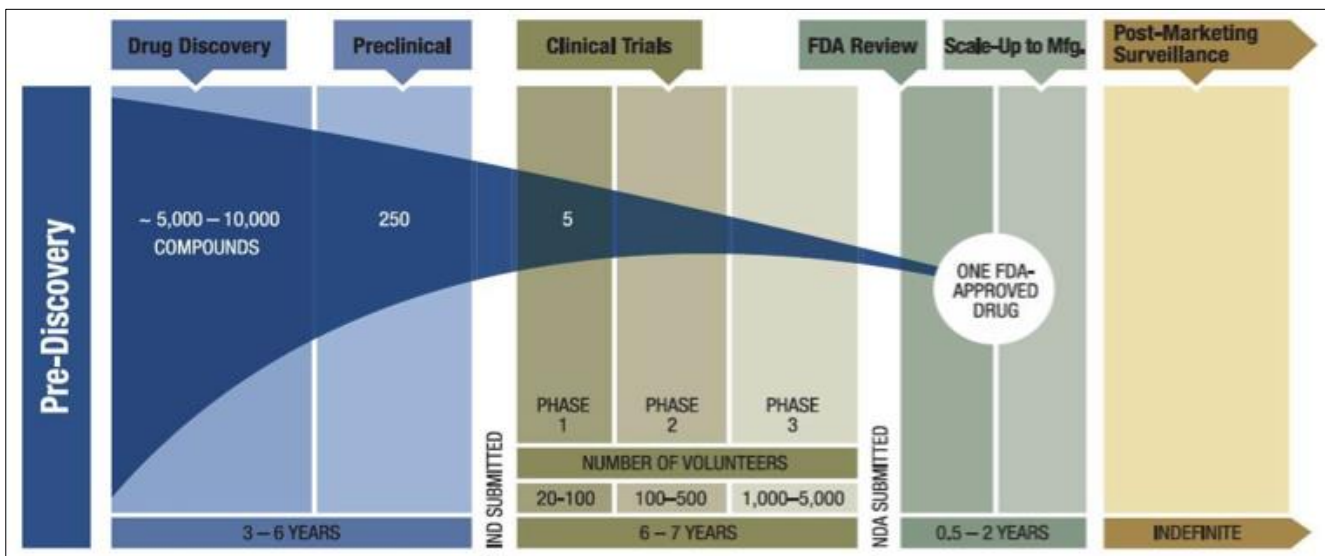 Drug Discovery
Preclinical
Clinical Trials
FDA Review
Scale-Up to Mfg.
Post-Marketing
Surveillance
Pre-Discovery
~ 5,000 – 10,000
COMPOUNDS
250
5
ONE FDA-
APPROVED
DRUG
PHASE
1
PHASE
2
PHASE
3
IND SUBMITTED
NDA SUBMITTED
NUMBER OF VOLUNTEERS
20-100
100–500
1,000–5,000
3 – 6 YEARS
6 – 7 YEARS
0.5 – 2 YEARS
INDEFINITE